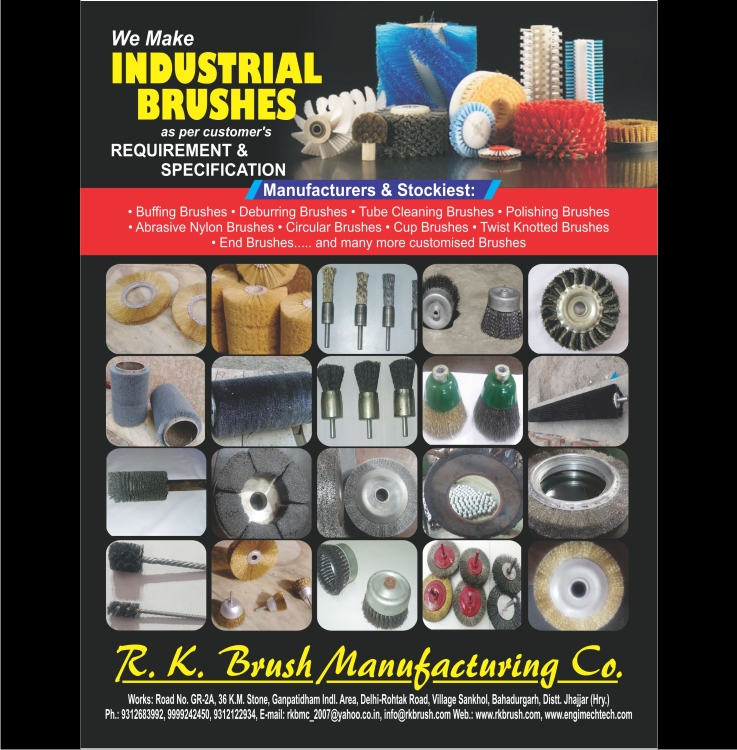 We Make
INDUSTRIAL
BRUSHES
as per customer's
REQUIREMENT &
SPECIFICATION
Manufacturers & Stockiest:
• Buffing Brushes • Deburring Brushes • Tube Cleaning Brushes • Polishing Brushes
• Abrasive Nylon Brushes • Circular Brushes • Cup Brushes • Twist Knotted Brushes
• End Brushes..... and many more customised Brushes
R. K. Brush Manufacturing Co.
Works: Road No. GR-2A, 36 K.M. Stone, Ganpatidham Indl. Area, Delhi-Rohtak Road, Village Sankhol, Bahadurgarh, Distt. Jhajjar (Hry.)
Ph.: 9312683992, 9999242450, 9312122934, E-mail: rkbmc_2007@yahoo.co.in, info@rkbrush.com Web.: www.rkbrush.com, www.engimechtech.com